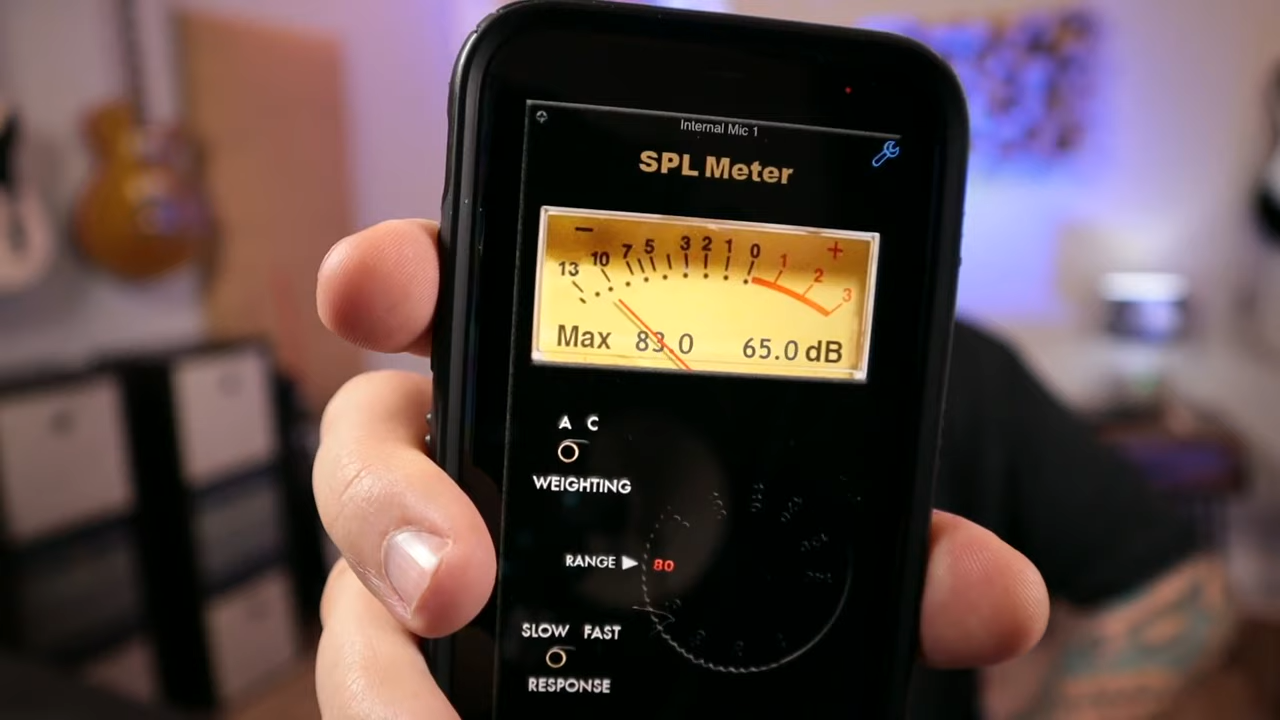 Internal Mic 1
SPL Meter
− 13 10 7 5 3 2 1 0 1 2 3 +
Max 83.0 65.0 dB
A C
WEIGHTING
RANGE ▶ 80
SLOW FAST
RESPONSE